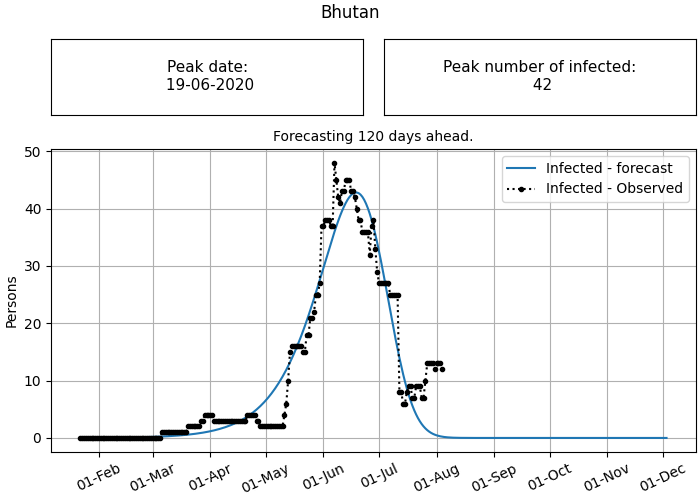 Bhutan
Peak date:
19-06-2020
Peak number of infected:
42
Forecasting 120 days ahead.
Infected - forecast
Infected - Observed
Persons
50
40
30
20
10
0
01-Feb
01-Mar
01-Apr
01-May
01-Jun
01-Jul
01-Aug
01-Sep
01-Oct
01-Nov
01-Dec